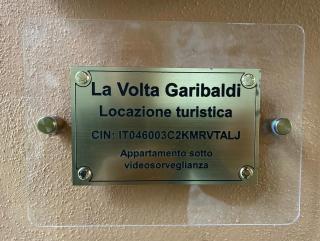 La Volta Garibaldi
Locazione turistica
CIN: IT046003C2KMRVTALJ
Appartamento sotto
videosorveglianza